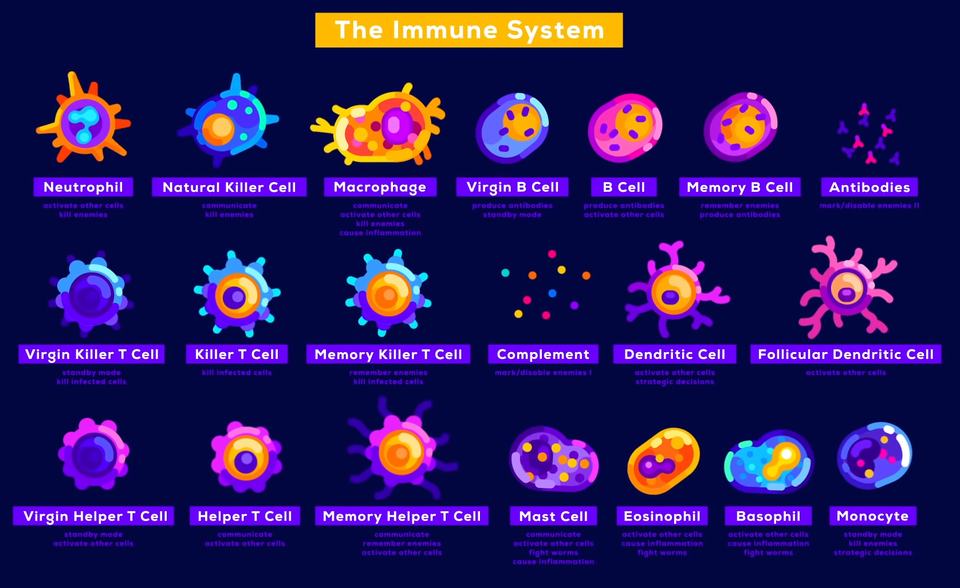 The Immune System
Neutrophil
activate other cells
kill enemies
Natural Killer Cell
communicate
kill enemies
Macrophage
communicate
activate other cells
kill enemies
cause inflammation
Virgin B Cell
produce antibodies
standby mode
B Cell
produce antibodies
activate other cells
Memory B Cell
remember enemies
produce antibodies
Antibodies
mark/disable enemies II
Virgin Killer T Cell
standby mode
kill infected cells
Killer T Cell
kill infected cells
Memory Killer T Cell
remember enemies
kill infected cells
Complement
mark/disable enemies I
Dendritic Cell
activate other cells
strategic decisions
Follicular Dendritic Cell
activate other cells
Virgin Helper T Cell
standby mode
activate other cells
Helper T Cell
communicate
activate other cells
Memory Helper T Cell
communicate
remember enemies
activate other cells
Mast Cell
communicate
activate other cells
fight worms
cause inflammation
Eosinophil
activate other cells
cause inflammation
fight worms
Basophil
activate other cells
cause inflammation
fight worms
Monocyte
standby mode
kill enemies
strategic decisions